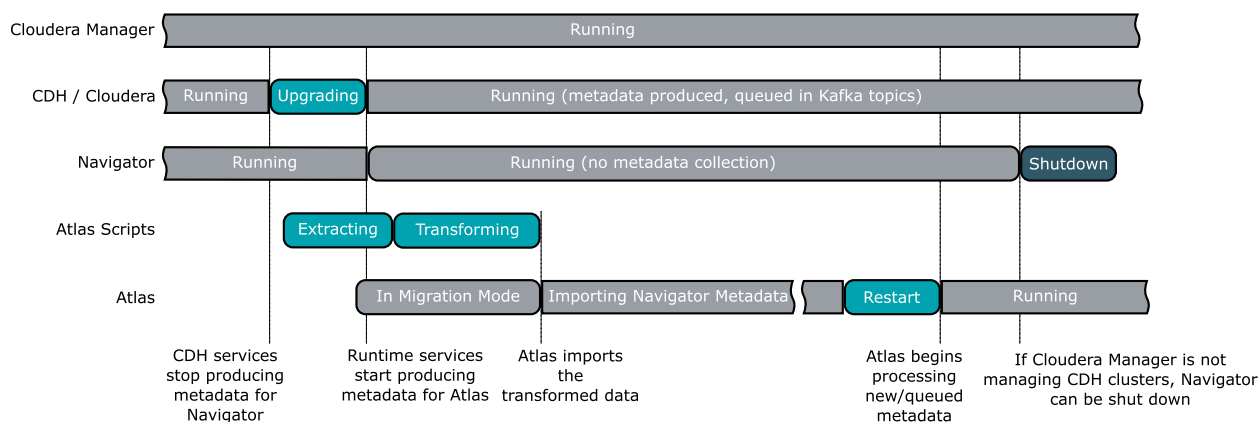 Cloudera Manager
Running
CDH / Cloudera
Running
Upgrading
Running (metadata produced, queued in Kafka topics)
Navigator
Running
Running (no metadata collection)
Shutdown
Atlas Scripts
Extracting
Transforming
Atlas
In Migration Mode
Importing Navigator Metadata
Restart
Running
CDH services
stop producing
metadata for
Navigator
Runtime services
start producing
metadata for Atlas
Atlas imports
the
transformed data
Atlas begins
processing
new/queued
metadata
If Cloudera Manager is not
managing CDH clusters, Navigator
can be shut down